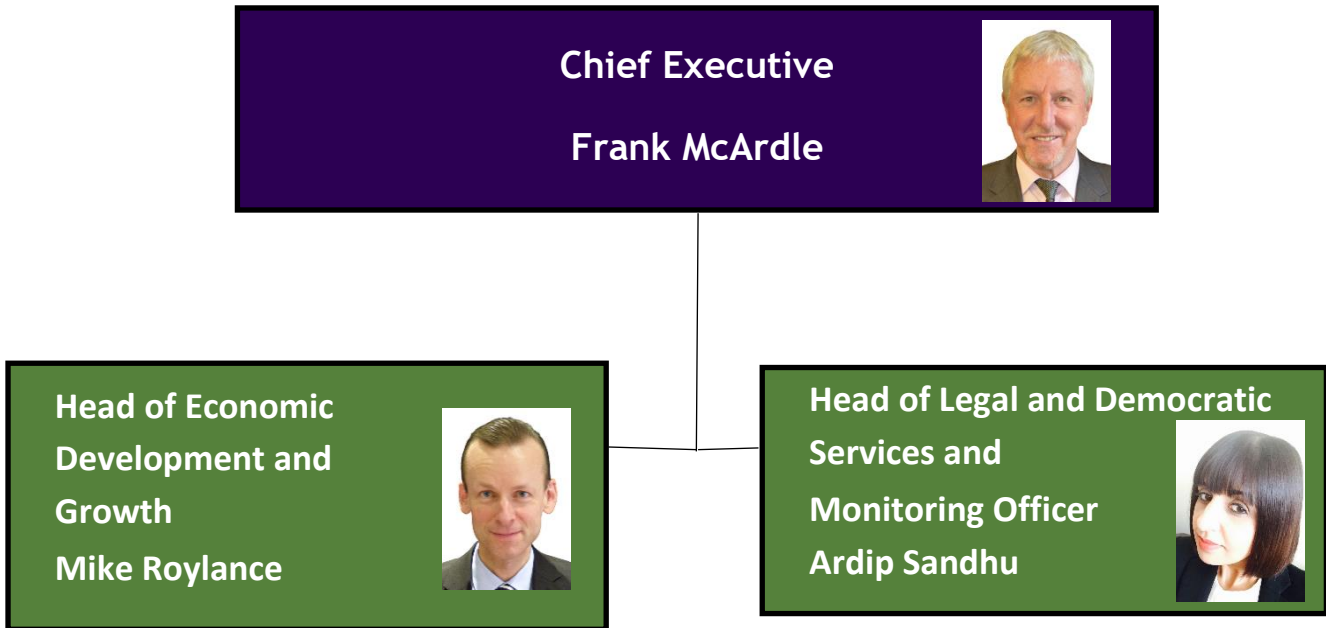 Chief Executive
Frank McArdle
Head of Economic
Development and
Growth
Mike Roylance
Head of Legal and Democratic
Services and
Monitoring Officer
Ardip Sandhu